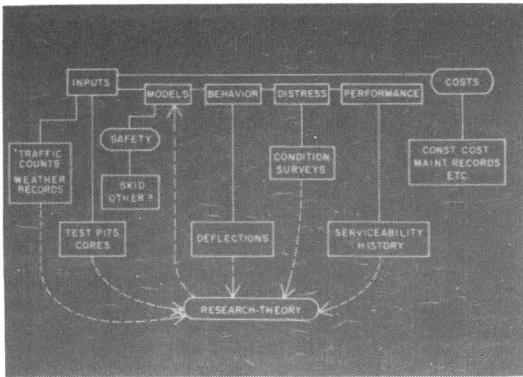 INPUTS
COSTS
MODELS
BEHAVIOR
DISTRESS
PERFORMANCE
SAFETY
TRAFFIC
COUNTS
WEATHER
RECORDS
CONDITION
SURVEYS
CONST COST
MAINT RECORDS
ETC
SKID
OTHER ?
TEST PITS
CORES
DEFLECTIONS
SERVICEABILITY
HISTORY
RESEARCH-THEORY